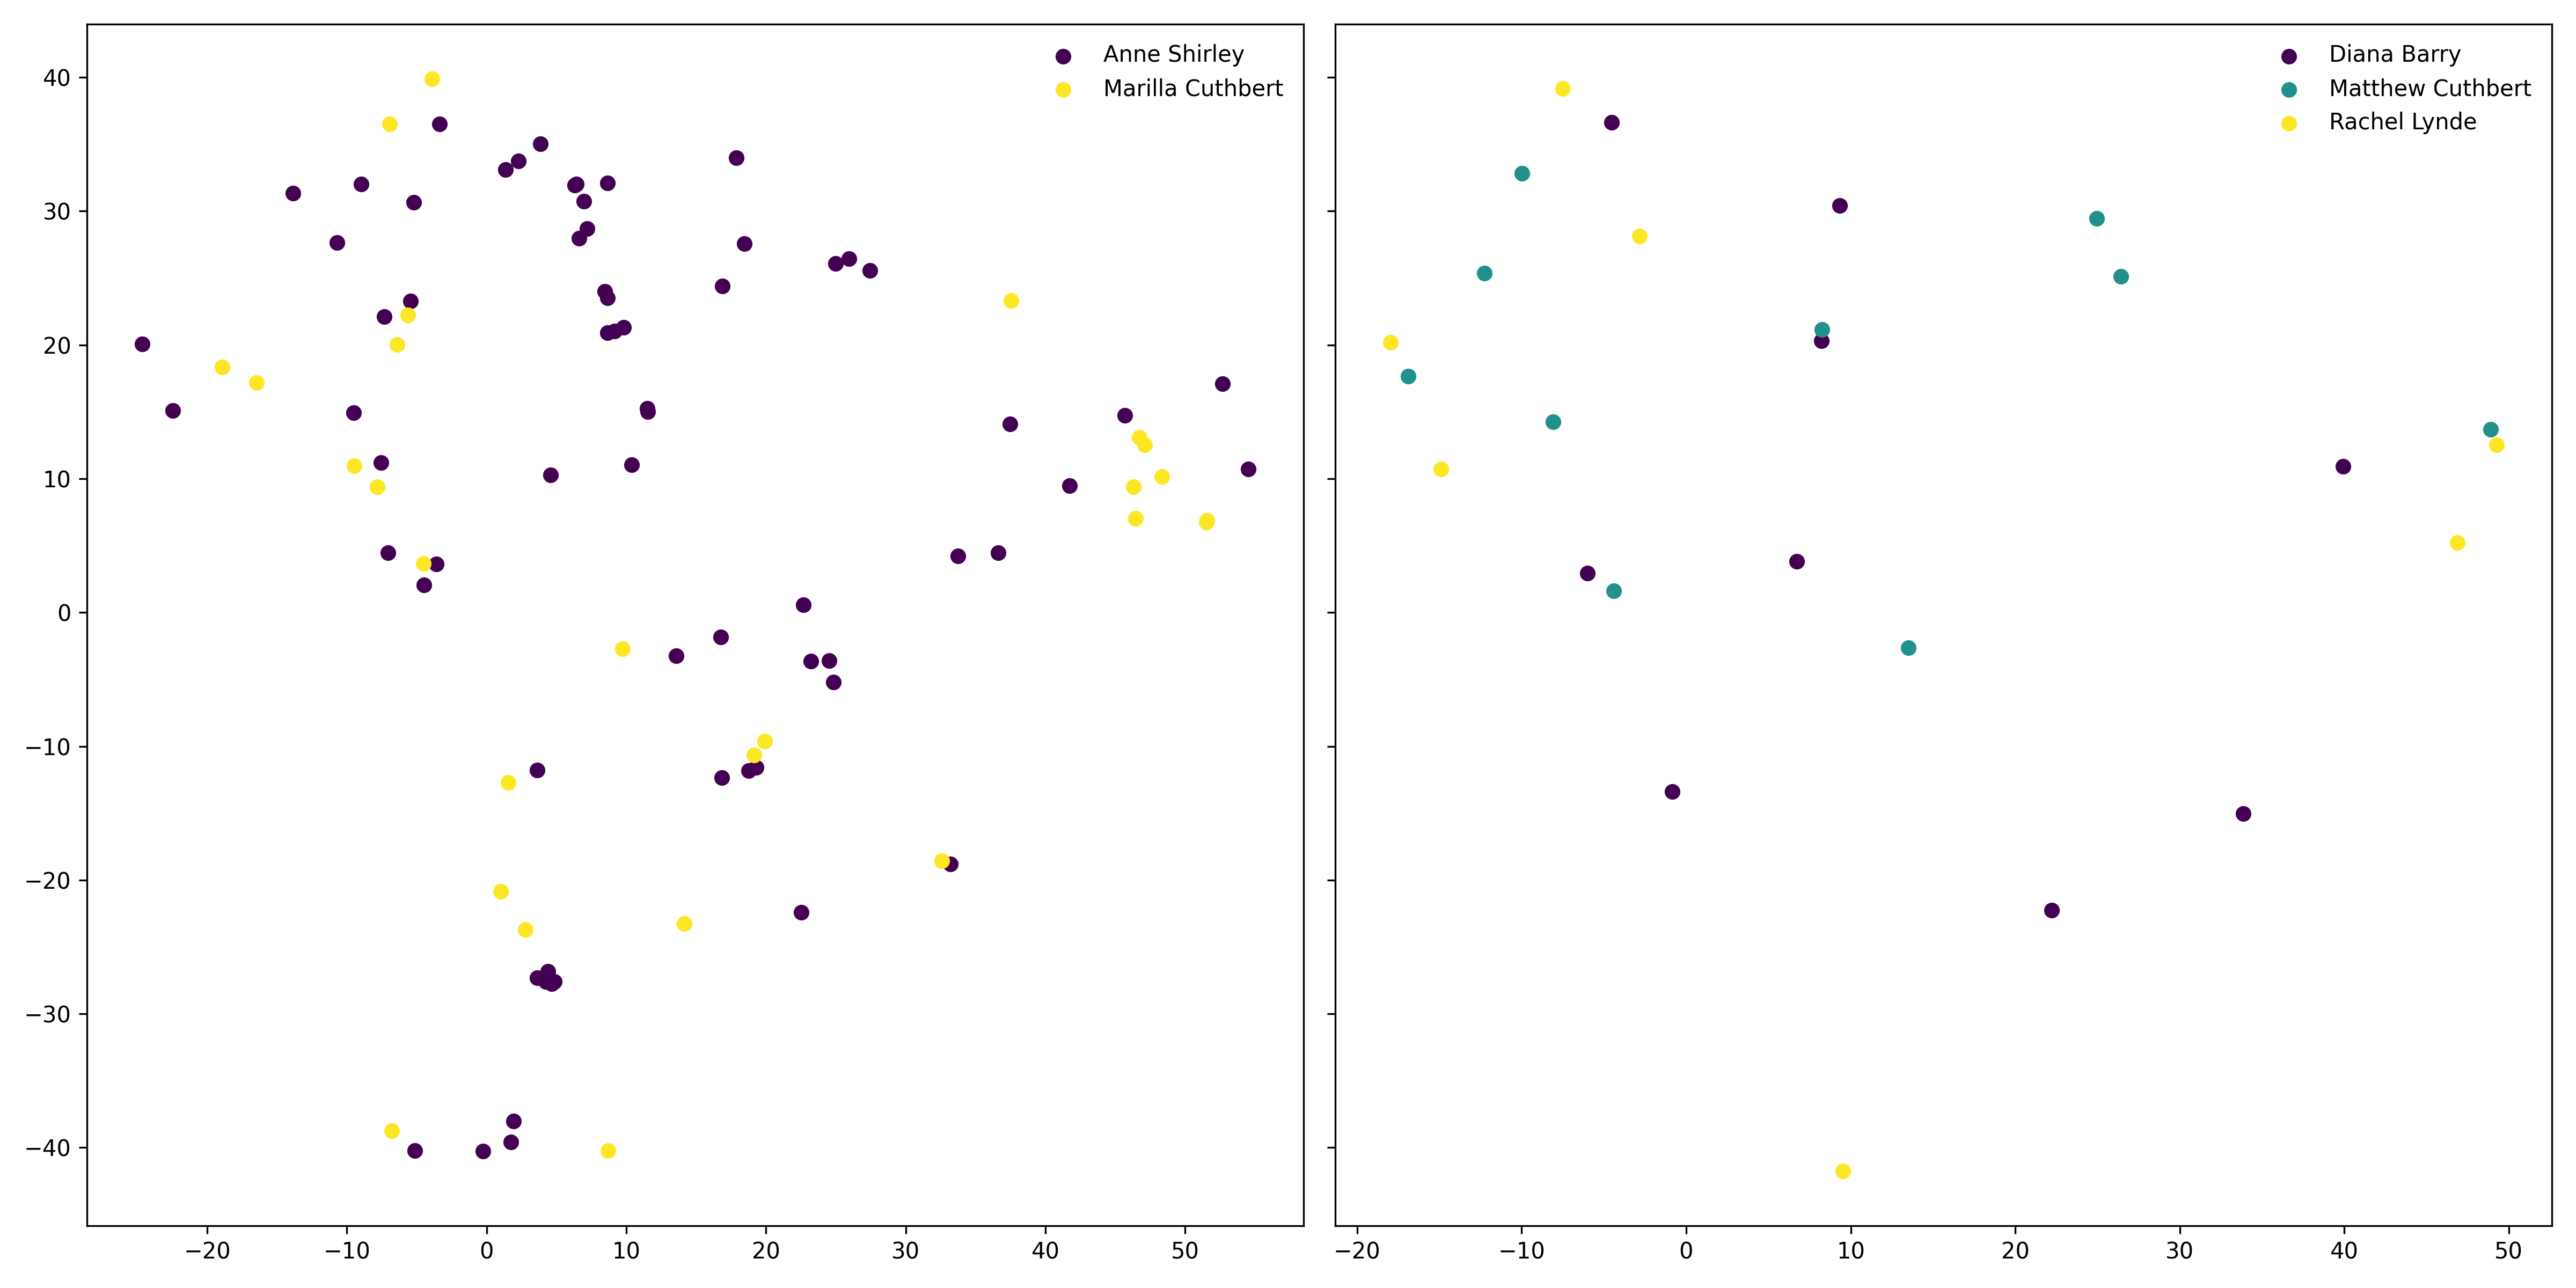 Anne Shirley
Marilla Cuthbert
40
30
20
10
0
−10
−20
−30
−40
−20 −10 0 10 20 30 40 50
Diana Barry
Matthew Cuthbert
Rachel Lynde
−20 −10 0 10 20 30 40 50